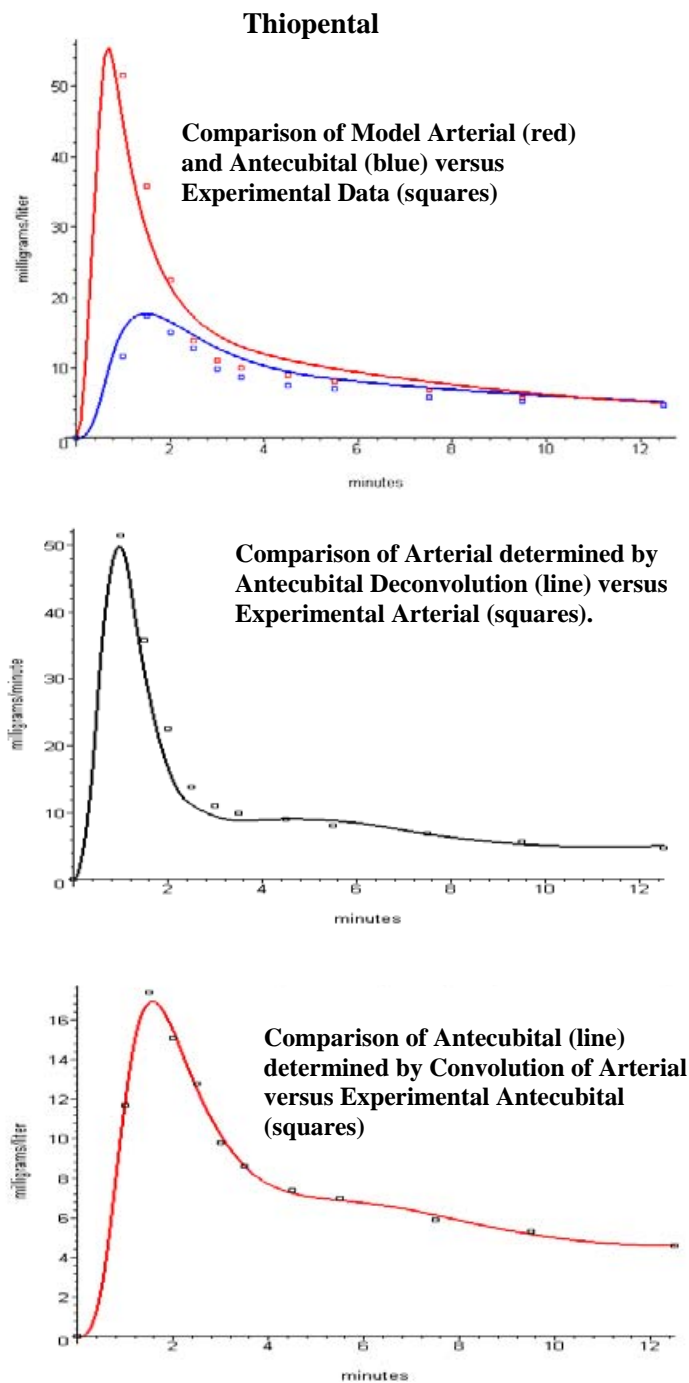 Thiopental
50
40
30
20
10
0
milligrams/liter
Comparison of Model Arterial (red)
and Antecubital (blue) versus
Experimental Data (squares)
2
4
6
8
10
12
minutes
50
40
30
20
10
0
milligrams/minute
Comparison of Arterial determined by
Antecubital Deconvolution (line) versus
Experimental Arterial (squares).
2
4
6
8
10
12
minutes
16
14
12
10
8
6
4
2
0
milligrams/liter
Comparison of Antecubital (line)
determined by Convolution of Arterial
versus Experimental Antecubital
(squares)
2
4
6
8
10
12
minutes